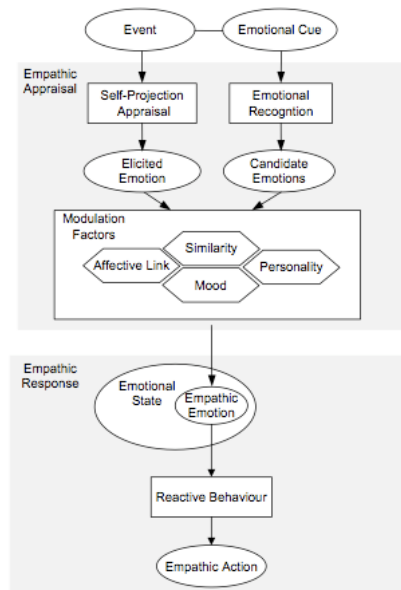 Event
Emotional Cue
Empathic
Appraisal
Self-Projection
Appraisal
Emotional
Recogntion
Elicited
Emotion
Candidate
Emotions
Modulation
Factors
Similarity
Affective Link
Personality
Mood
Empathic
Response
Emotional
State
Empathic
Emotion
Reactive Behaviour
Empathic Action